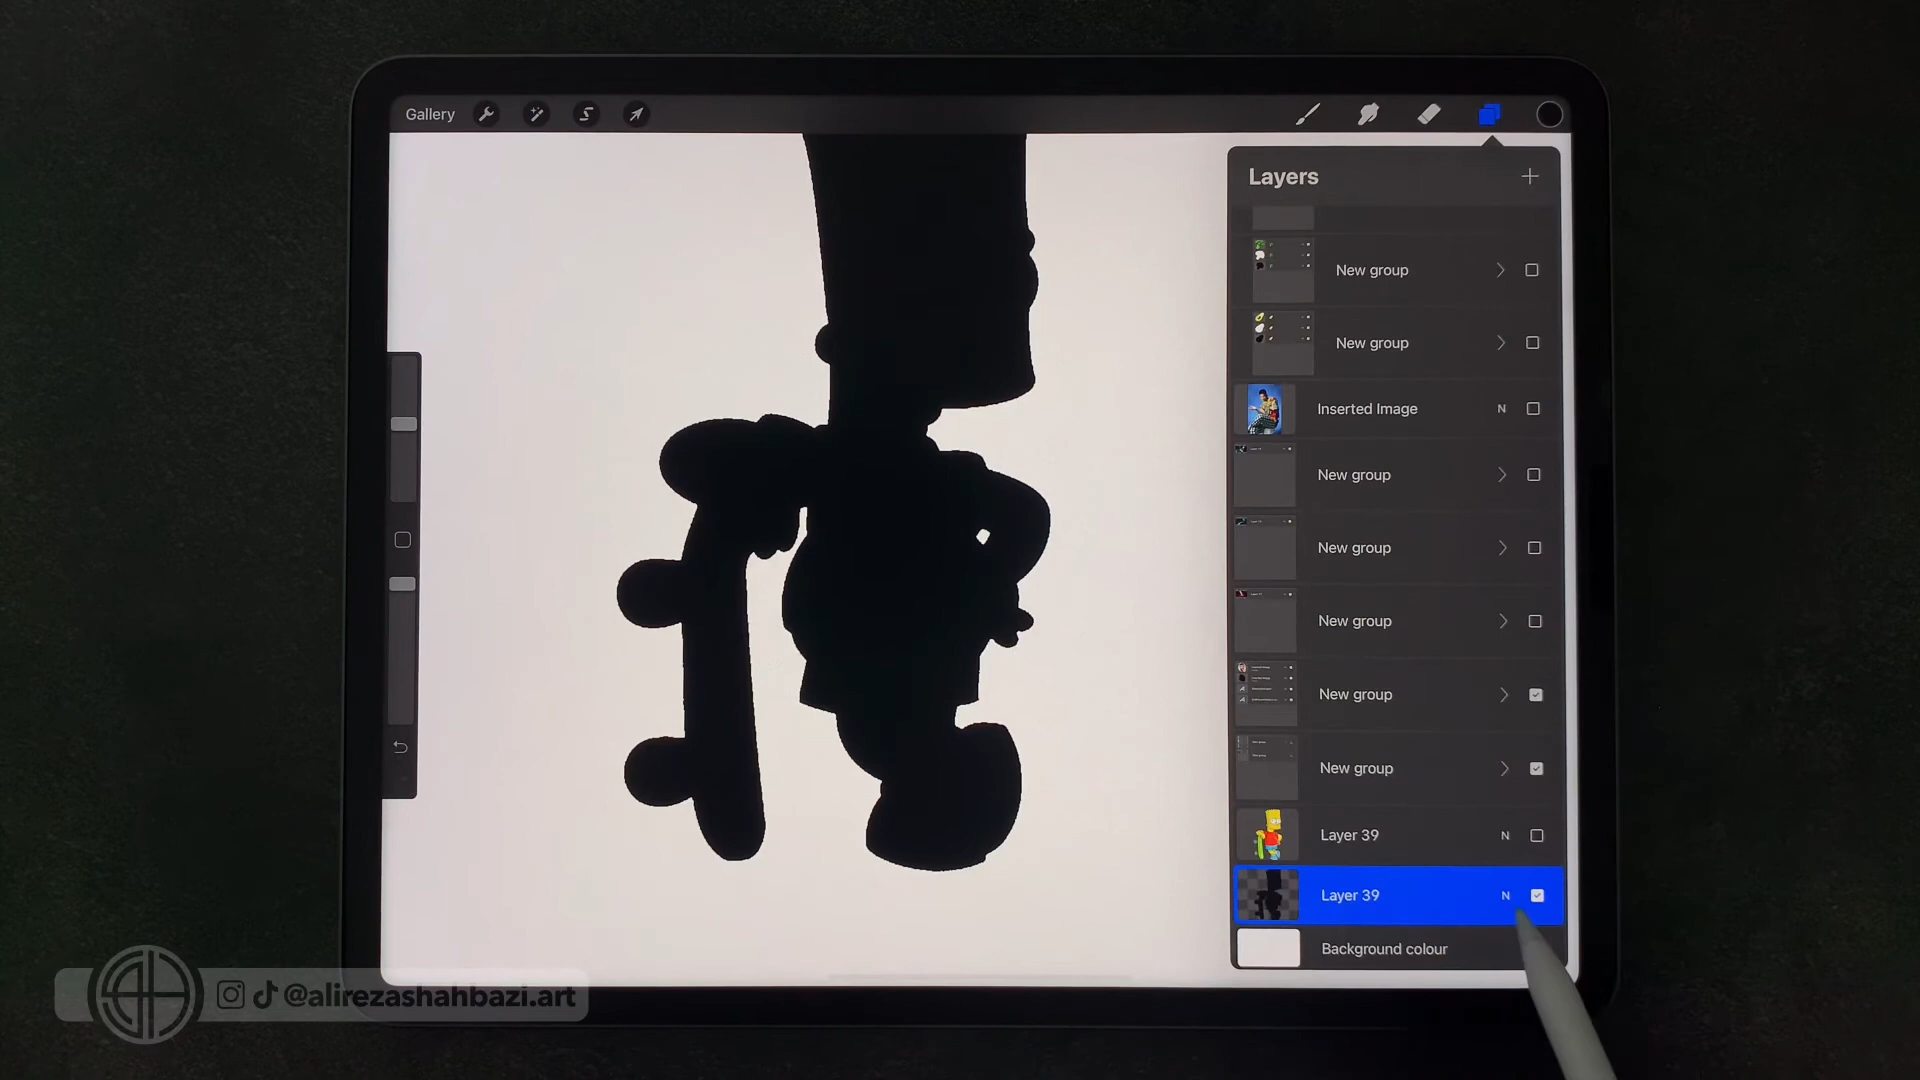 Gallery
Layers
New group
New group
Inserted Image N
New group
New group
New group
New group
New group
Layer 39 N
Layer 39 N
Background colour
@alirezashahbazi.art